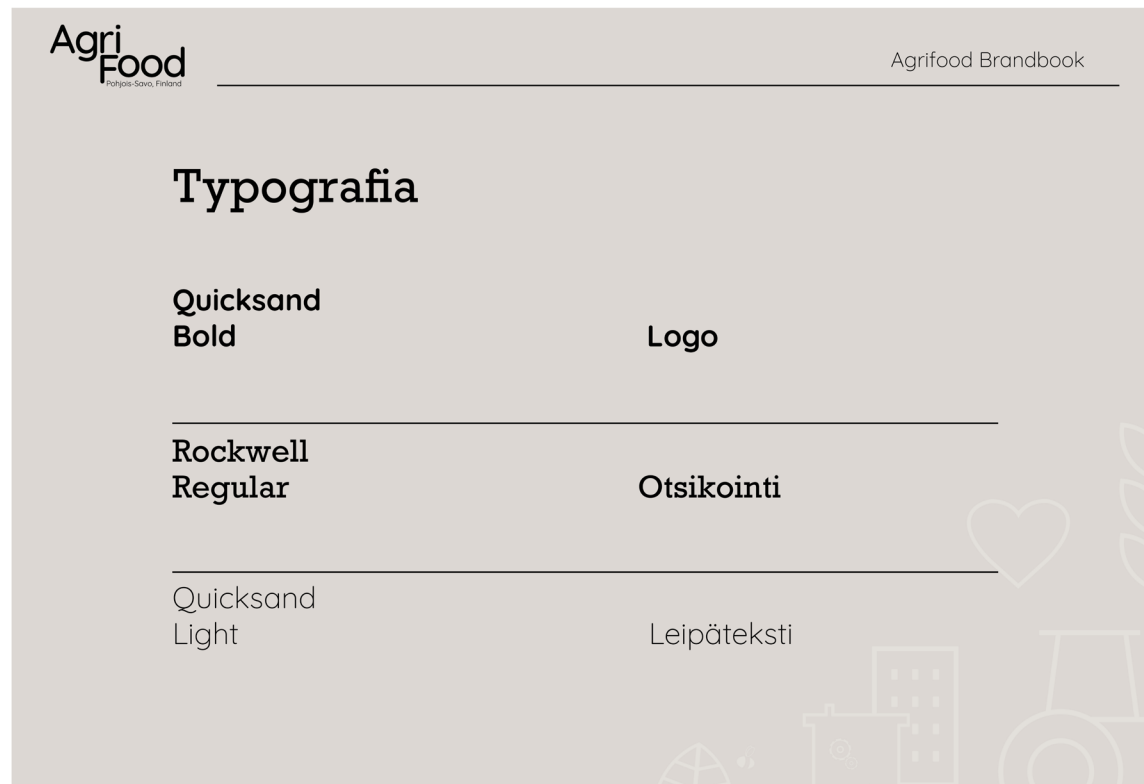 Agri
Food
Pohjois-Savo, Finland
Agrifood Brandbook
Typografia
Quicksand
Bold
Logo
Rockwell
Regular
Otsikointi
Quicksand
Light
Leipäteksti